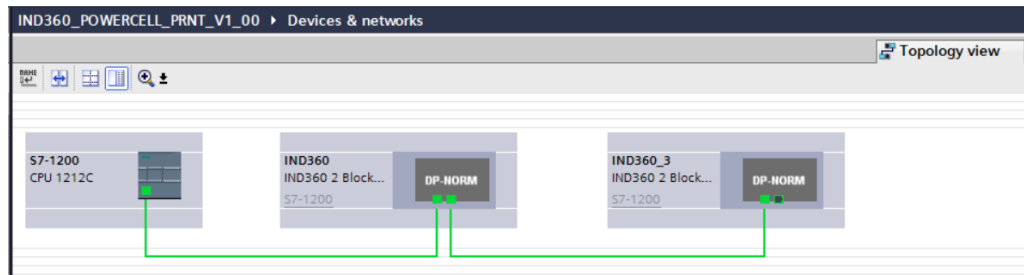 IND360_POWERCELL_PRNT_V1_00 ▸ Devices & networks
Topology view
NAME
S7-1200
CPU 1212C
IND360
IND360 2 Block...
S7-1200
DP-NORM
IND360_3
IND360 2 Block...
S7-1200
DP-NORM